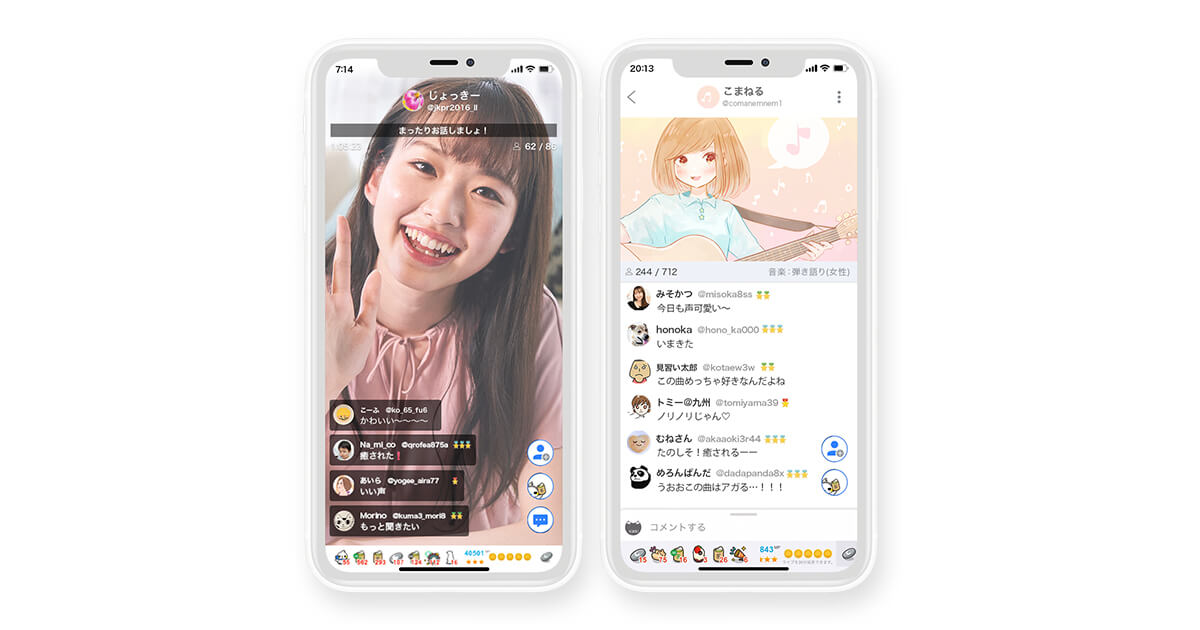 7:14
じょっきー
@jkpr2016_ll
まったりお話しましょ！
1:05:23
62 / 86
こーふ @ko_65_fu6
かわいい〜〜〜〜
Na_mi_co @qrofea875a
癒された❗
あいら @yogee_aira77
いい声
Morino @kuma3_mori8
もっと聞きたい
55 562 293 107 124 12 16
40501
20:13
こまねる
@comanemnem1
244 / 712
音楽：弾き語り(女性)
みそかつ @misoka8ss
今日も声可愛い〜
honoka @hono_ka000
いまきた
見習い太郎 @kotaew3w
この曲めっちゃ好きなんだよね
トミー@九州 @tomiyama39
ノリノリじゃん♡
むねさん @akaaoki3r44
たのしそ！癒されるーー
めろんぱんだ @dadapanda8x
うおおこの曲はアガる…！！！
コメントする
15 75 16 3 26 6
843